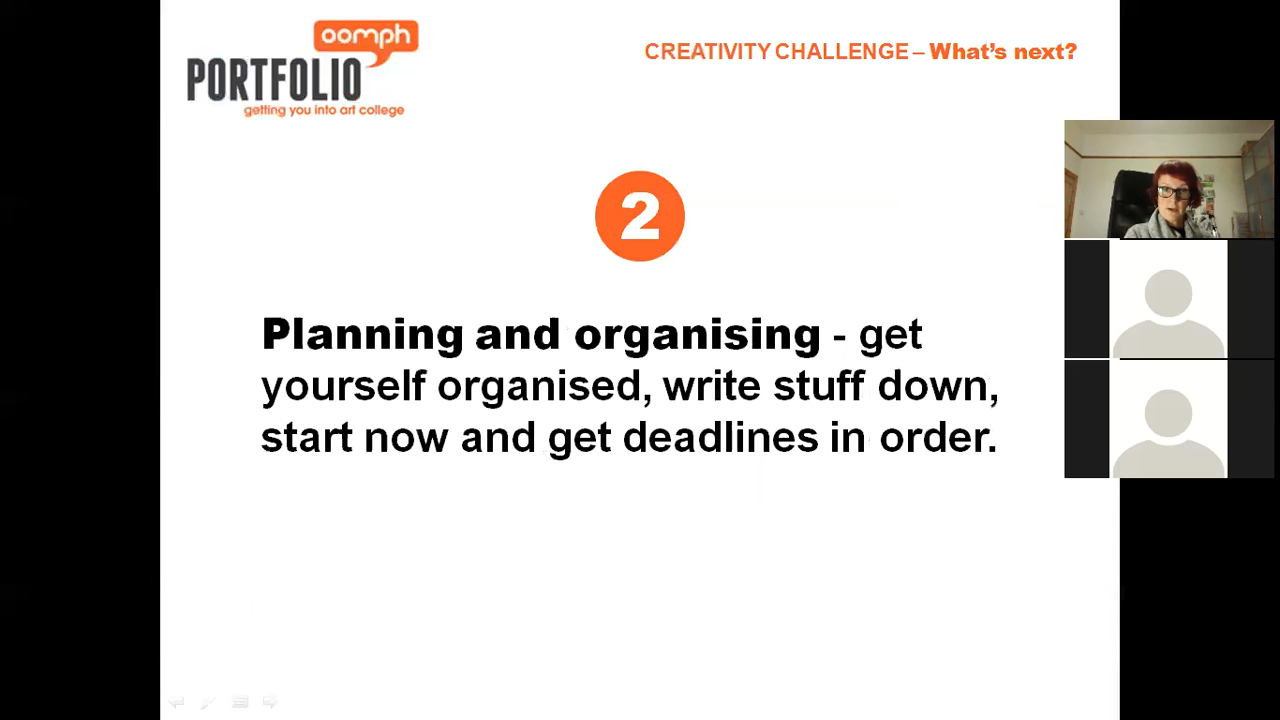 oomph
PORTFOLIO
getting you into art college
CREATIVITY CHALLENGE – What's next?
2
Planning and organising - get
yourself organised, write stuff down,
start now and get deadlines in order.